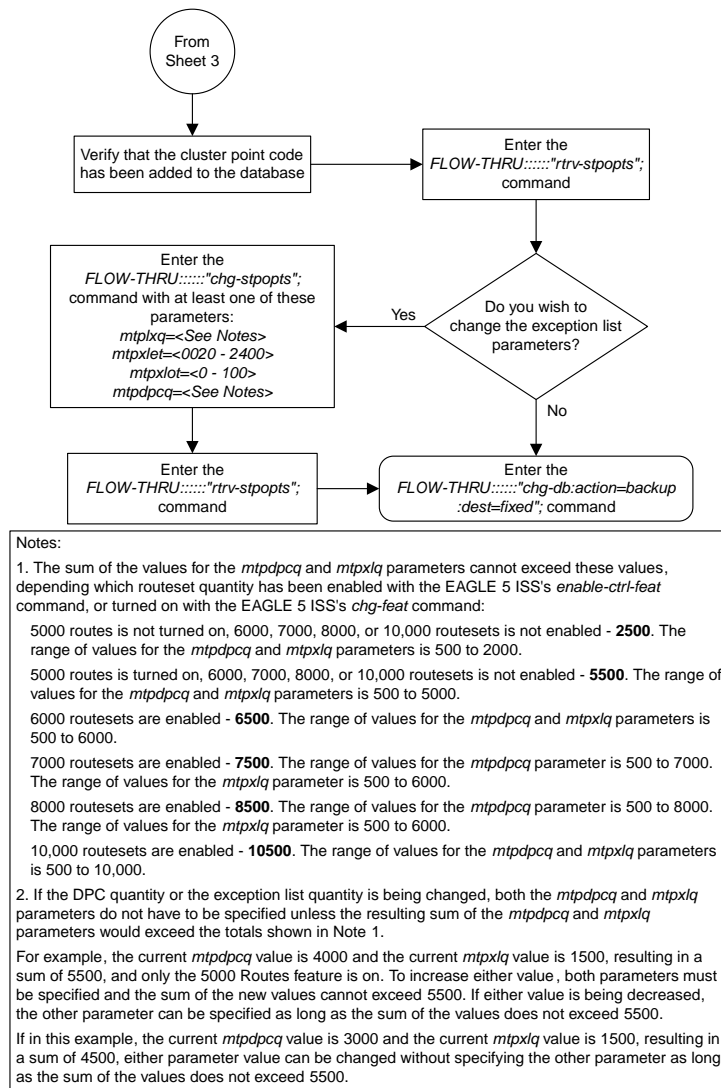 From
Sheet 3
Verify that the cluster point code
has been added to the database
Enter the
FLOW-THRU::::::"rtrv-stpopts";
command
Do you wish to
change the exception list
parameters?
Yes
No
Enter the
FLOW-THRU::::::"chg-stpopts";
command with at least one of these
parameters:
mtplxq=<See Notes>
mtpxlet=<0020 - 2400>
mtpxlot=<0 - 100>
mtpdpcq=<See Notes>
Enter the
FLOW-THRU::::::"rtrv-stpopts";
command
Enter the
FLOW-THRU::::::"chg-db:action=backup
:dest=fixed"; command
Notes:
1. The sum of the values for the mtpdpcq and mtpxlq parameters cannot exceed these values,
depending which routeset quantity has been enabled with the EAGLE 5 ISS's enable-ctrl-feat
command, or turned on with the EAGLE 5 ISS's chg-feat command:
5000 routes is not turned on, 6000, 7000, 8000, or 10,000 routesets is not enabled - 2500. The
range of values for the mtpdpcq and mtpxlq parameters is 500 to 2000.
5000 routes is turned on, 6000, 7000, 8000, or 10,000 routesets is not enabled - 5500. The range of
values for the mtpdpcq and mtpxlq parameters is 500 to 5000.
6000 routesets are enabled - 6500. The range of values for the mtpdpcq and mtpxlq parameters is
500 to 6000.
7000 routesets are enabled - 7500. The range of values for the mtpdpcq parameter is 500 to 7000.
The range of values for the mtpxlq parameter is 500 to 6000.
8000 routesets are enabled - 8500. The range of values for the mtpdpcq parameter is 500 to 8000.
The range of values for the mtpxlq parameter is 500 to 6000.
10,000 routesets are enabled - 10500. The range of values for the mtpdpcq and mtpxlq parameters
is 500 to 10,000.
2. If the DPC quantity or the exception list quantity is being changed, both the mtpdpcq and mtpxlq
parameters do not have to be specified unless the resulting sum of the mtpdpcq and mtpxlq
parameters would exceed the totals shown in Note 1.
For example, the current mtpdpcq value is 4000 and the current mtpxlq value is 1500, resulting in a
sum of 5500, and only the 5000 Routes feature is on. To increase either value, both parameters must
be specified and the sum of the new values cannot exceed 5500. If either value is being decreased,
the other parameter can be specified as long as the sum of the values does not exceed 5500.
If in this example, the current mtpdpcq value is 3000 and the current mtpxlq value is 1500, resulting in
a sum of 4500, either parameter value can be changed without specifying the other parameter as long
as the sum of the values does not exceed 5500.